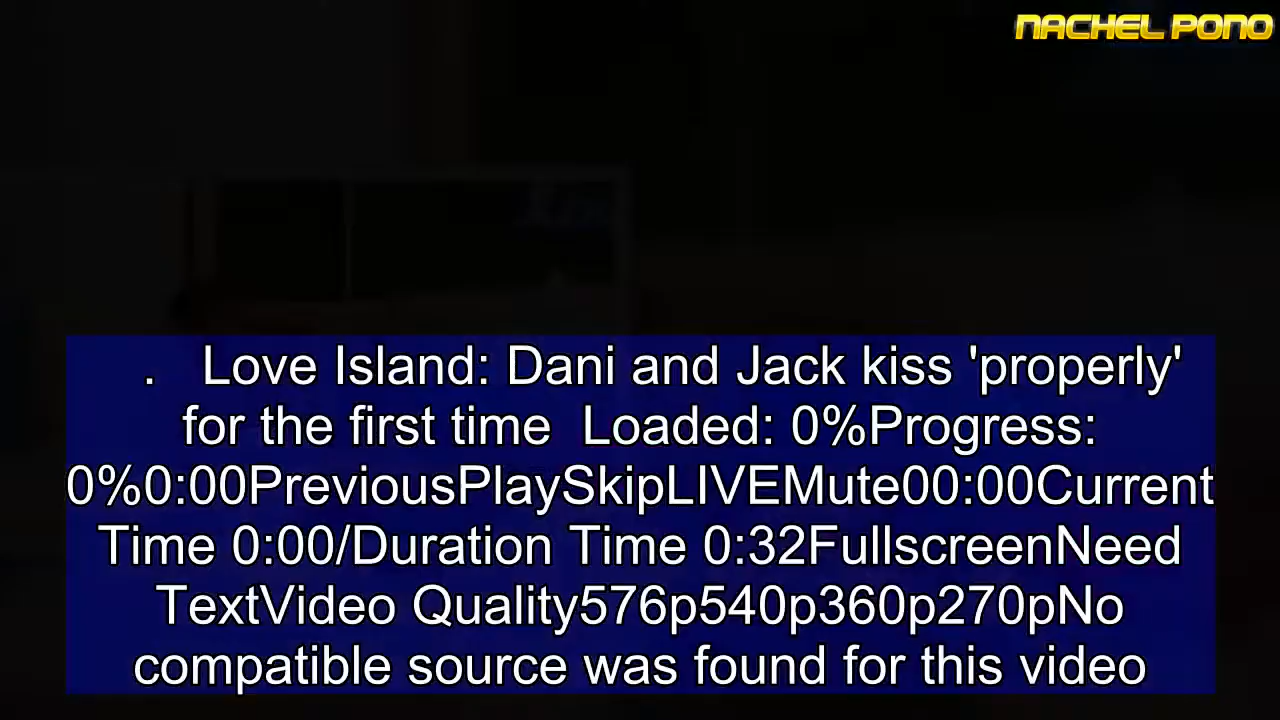 NACHEL PONO
. Love Island: Dani and Jack kiss 'properly'
for the first time Loaded: 0%Progress:
0%0:00PreviousPlaySkipLIVEMute00:00Current
Time 0:00/Duration Time 0:32FullscreenNeed
TextVideo Quality576p540p360p270pNo
compatible source was found for this video